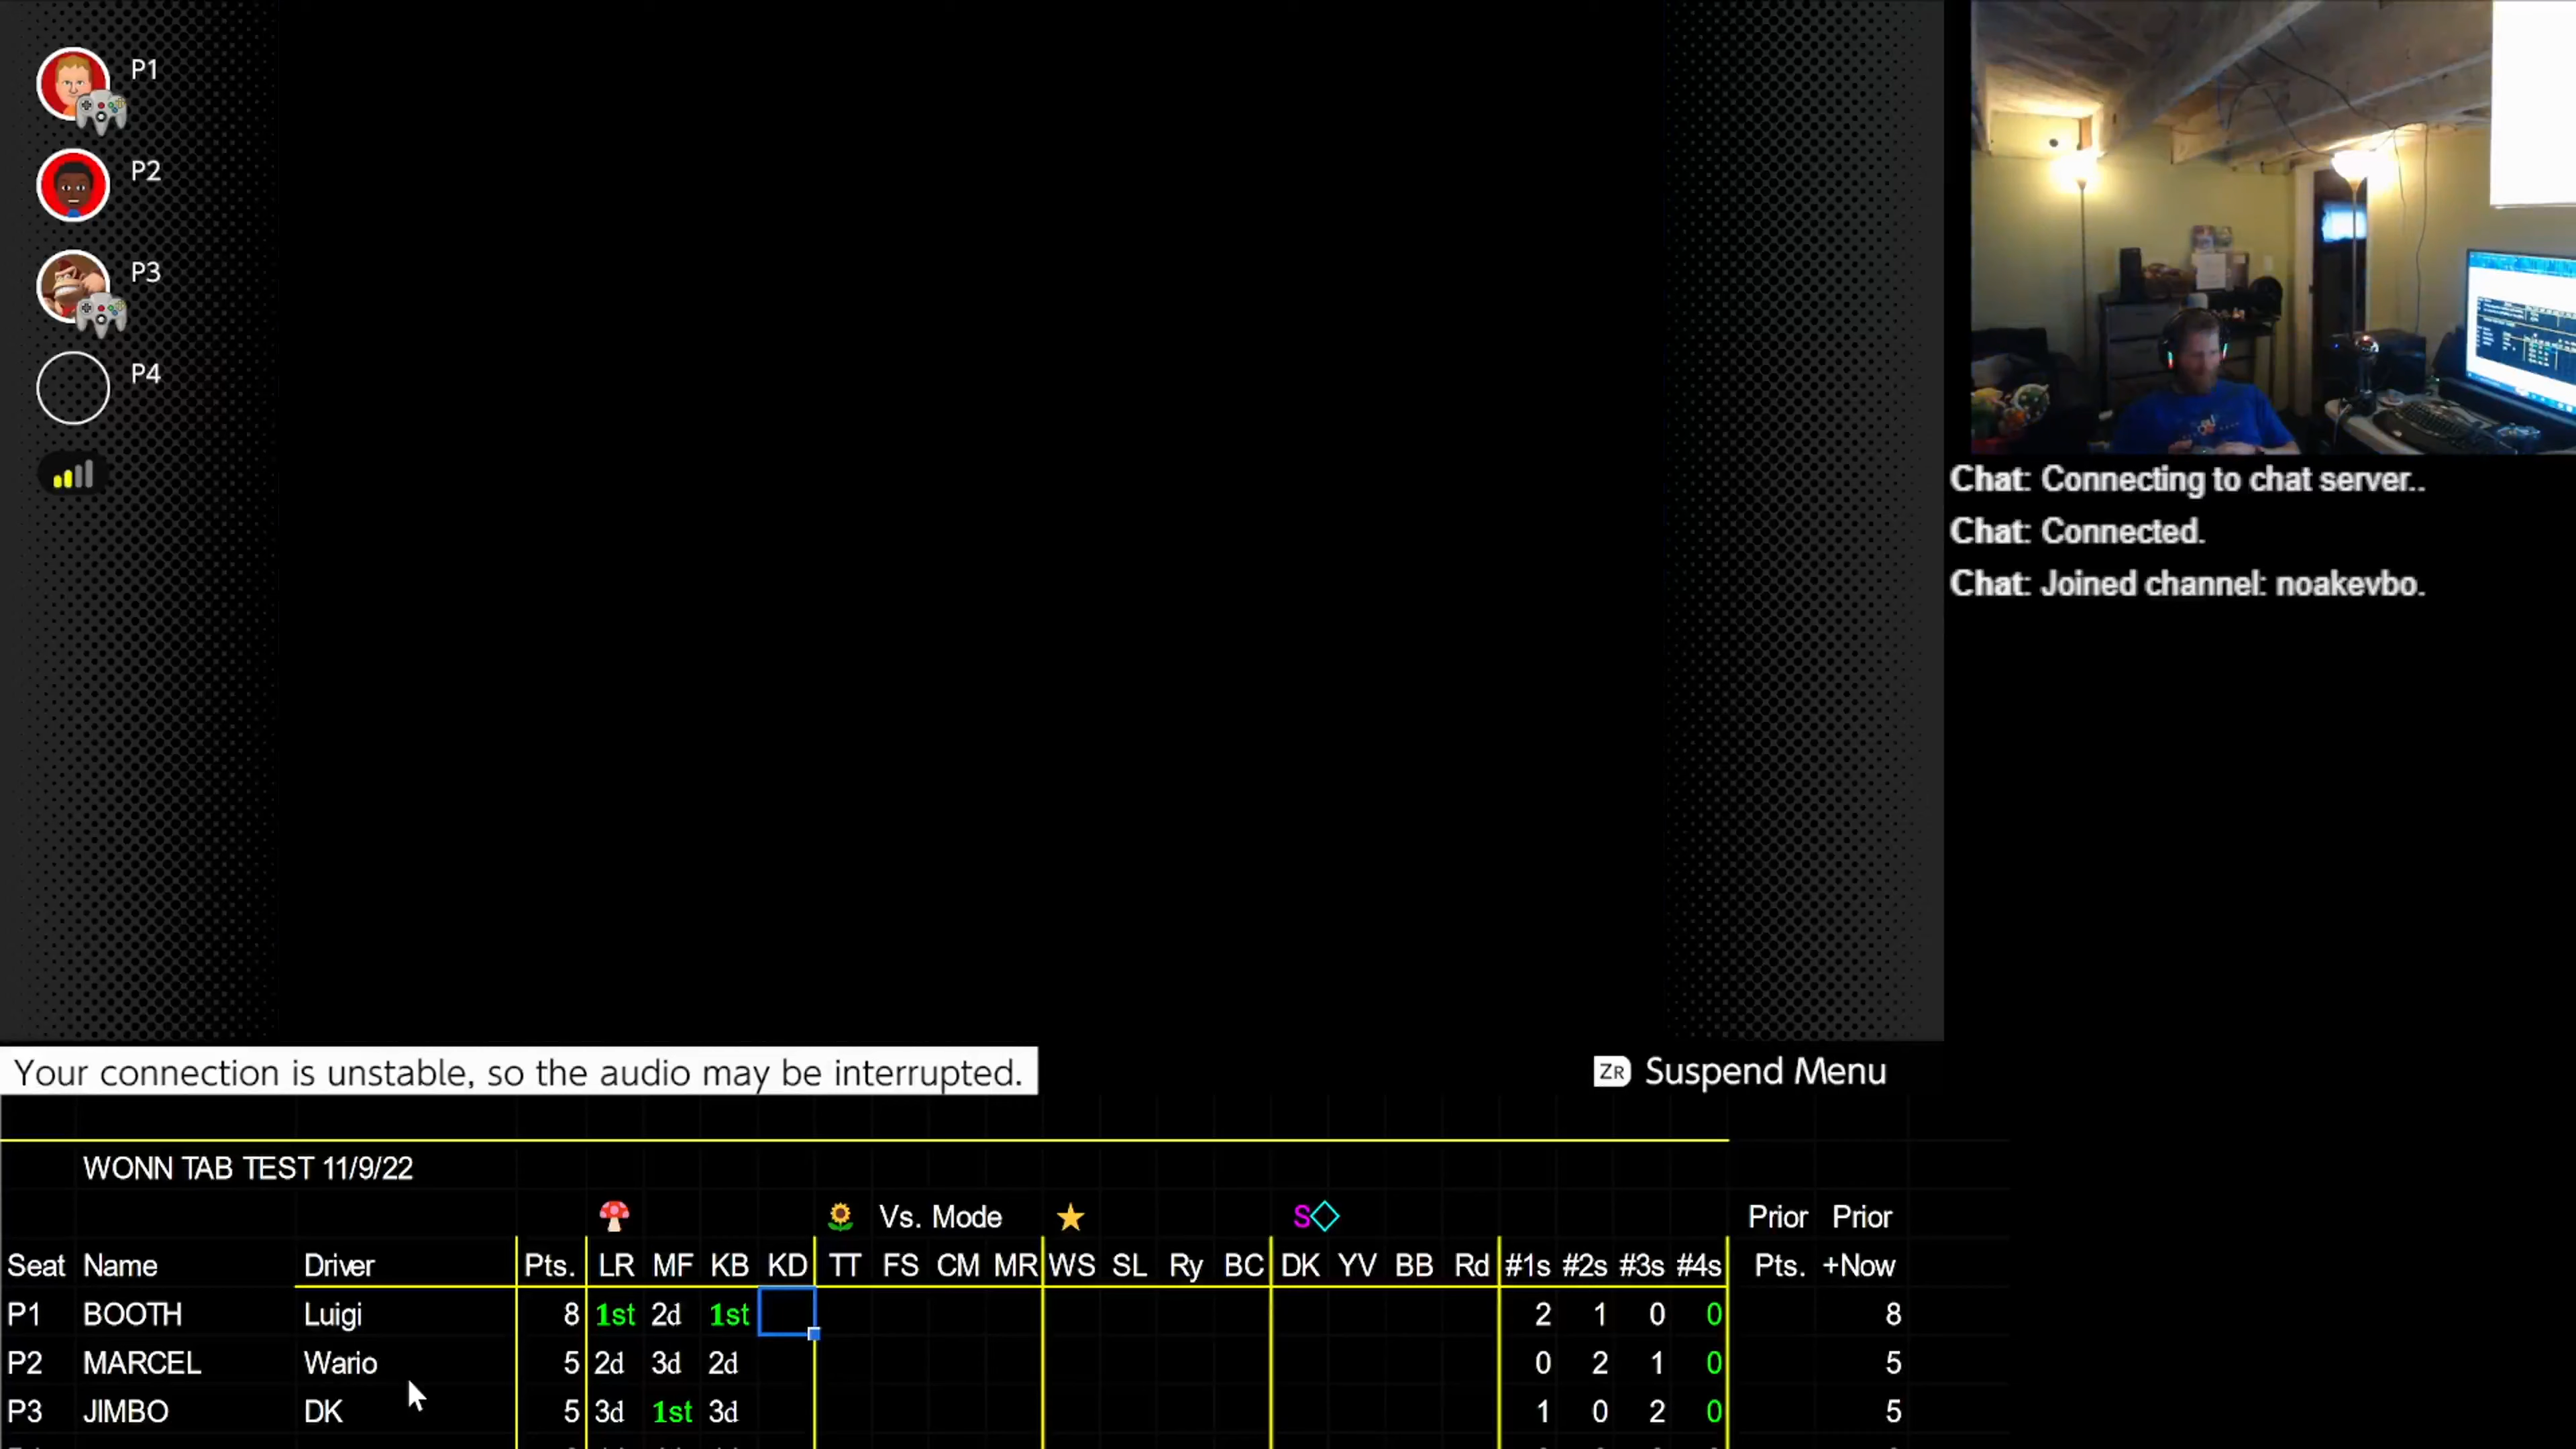 P1
P2
P3
P4
Chat: Connecting to chat server..
Chat: Connected.
Chat: Joined channel: noakevbo.
Your connection is unstable, so the audio may be interrupted.
ZR Suspend Menu
WONN TAB TEST 11/9/22
Vs. Mode S Prior Prior
Seat Name Driver Pts. LR MF KB KD TT FS CM MR WS SL Ry BC DK YV BB Rd #1s #2s #3s #4s Pts. +Now
P1 BOOTH Luigi 8 1st 2d 1st 2 1 0 0 8
P2 MARCEL Wario 5 2d 3d 2d 0 2 1 0 5
P3 JIMBO DK 5 3d 1st 3d 1 0 2 0 5